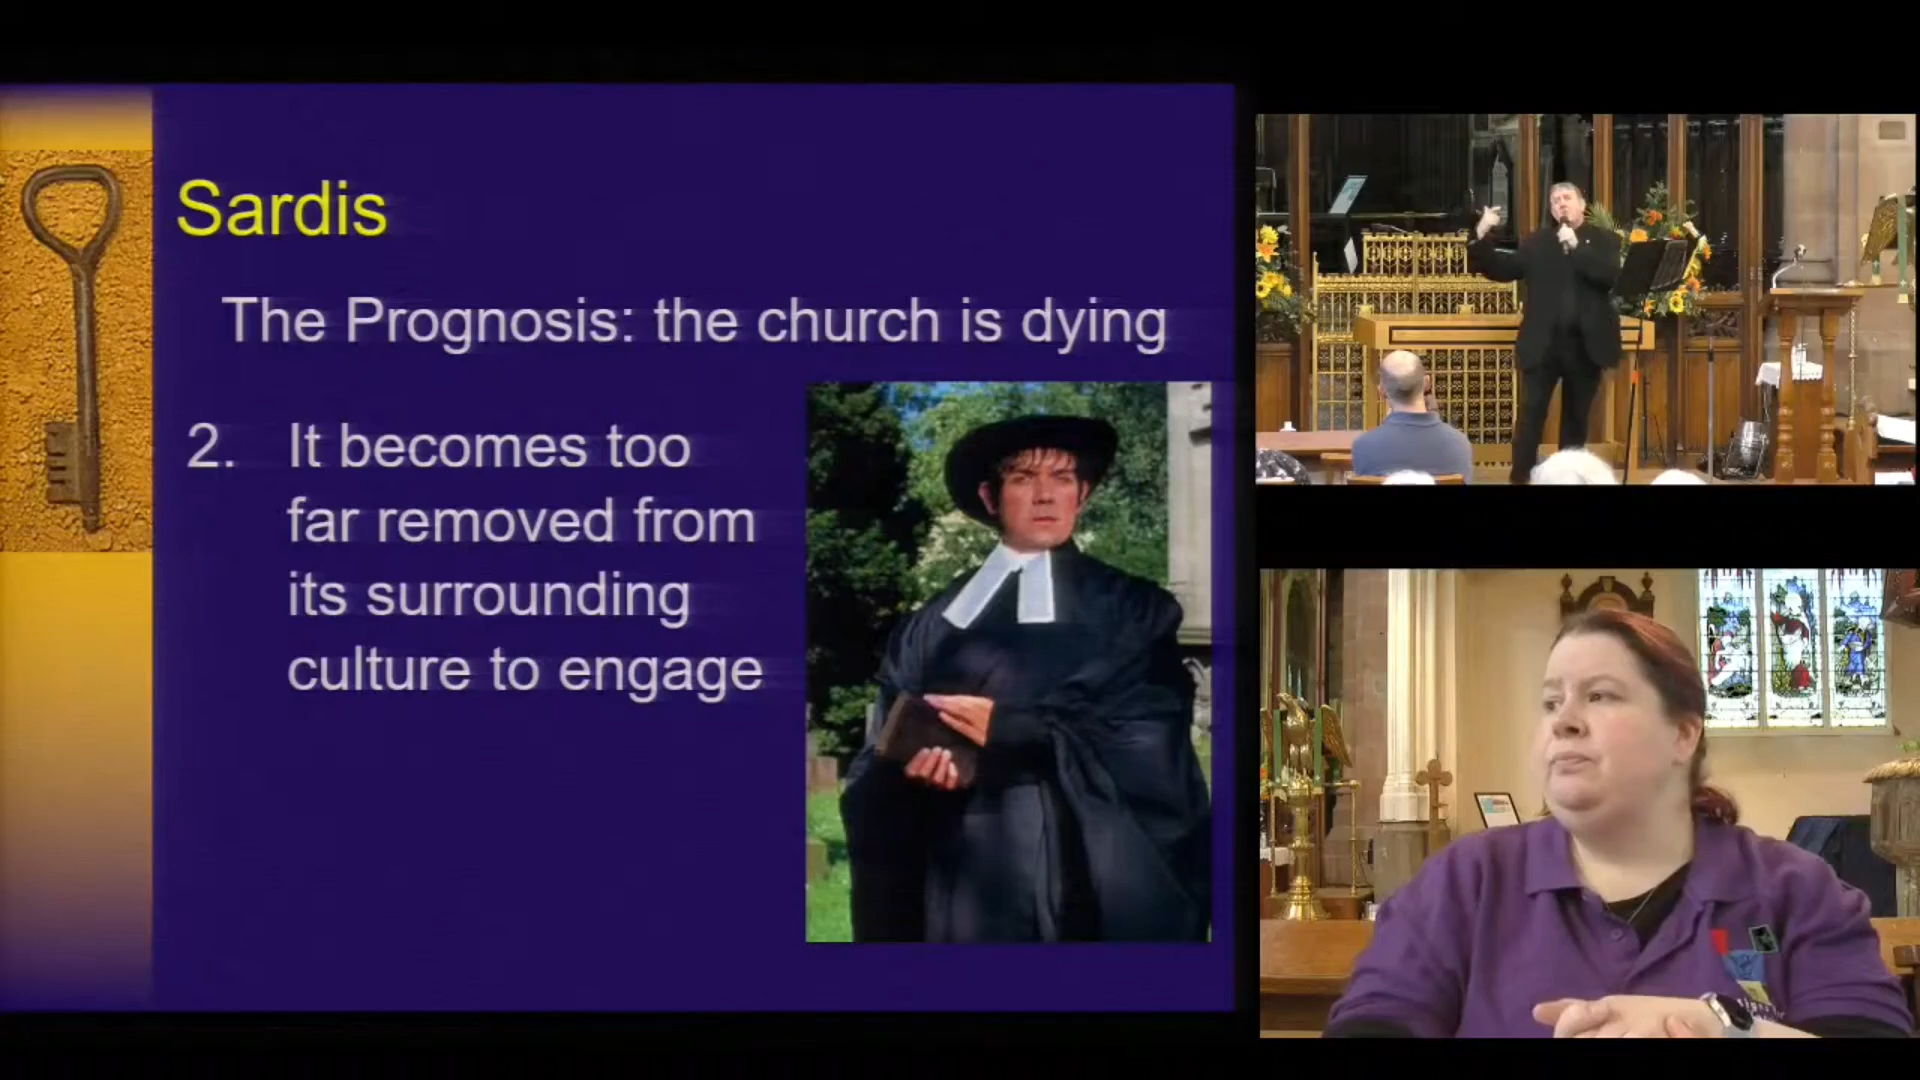 Sardis
The Prognosis: the church is dying
2. It becomes too
far removed from
its surrounding
culture to engage